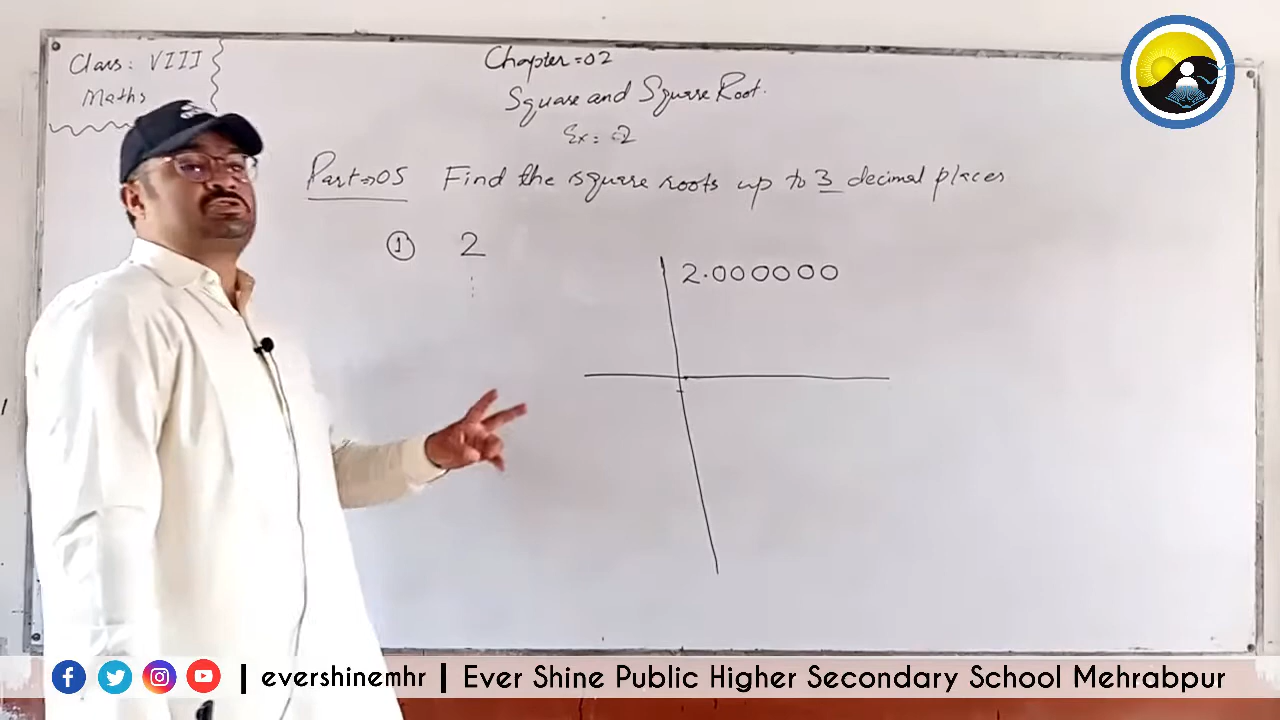 Class: VIII
Maths
Chapter = 02
Square and Square Root.
Ex: 02
Part => 05 Find the square roots up to 3 decimal places
① 2
2.000000
| evershinemhr | Ever Shine Public Higher Secondary School Mehrabpur